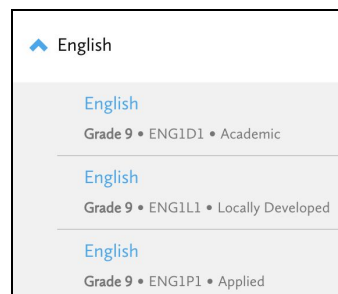 English
English
Grade 9 • ENG1D1 • Academic
English
Grade 9 • ENG1L1 • Locally Developed
English
Grade 9 • ENG1P1 • Applied